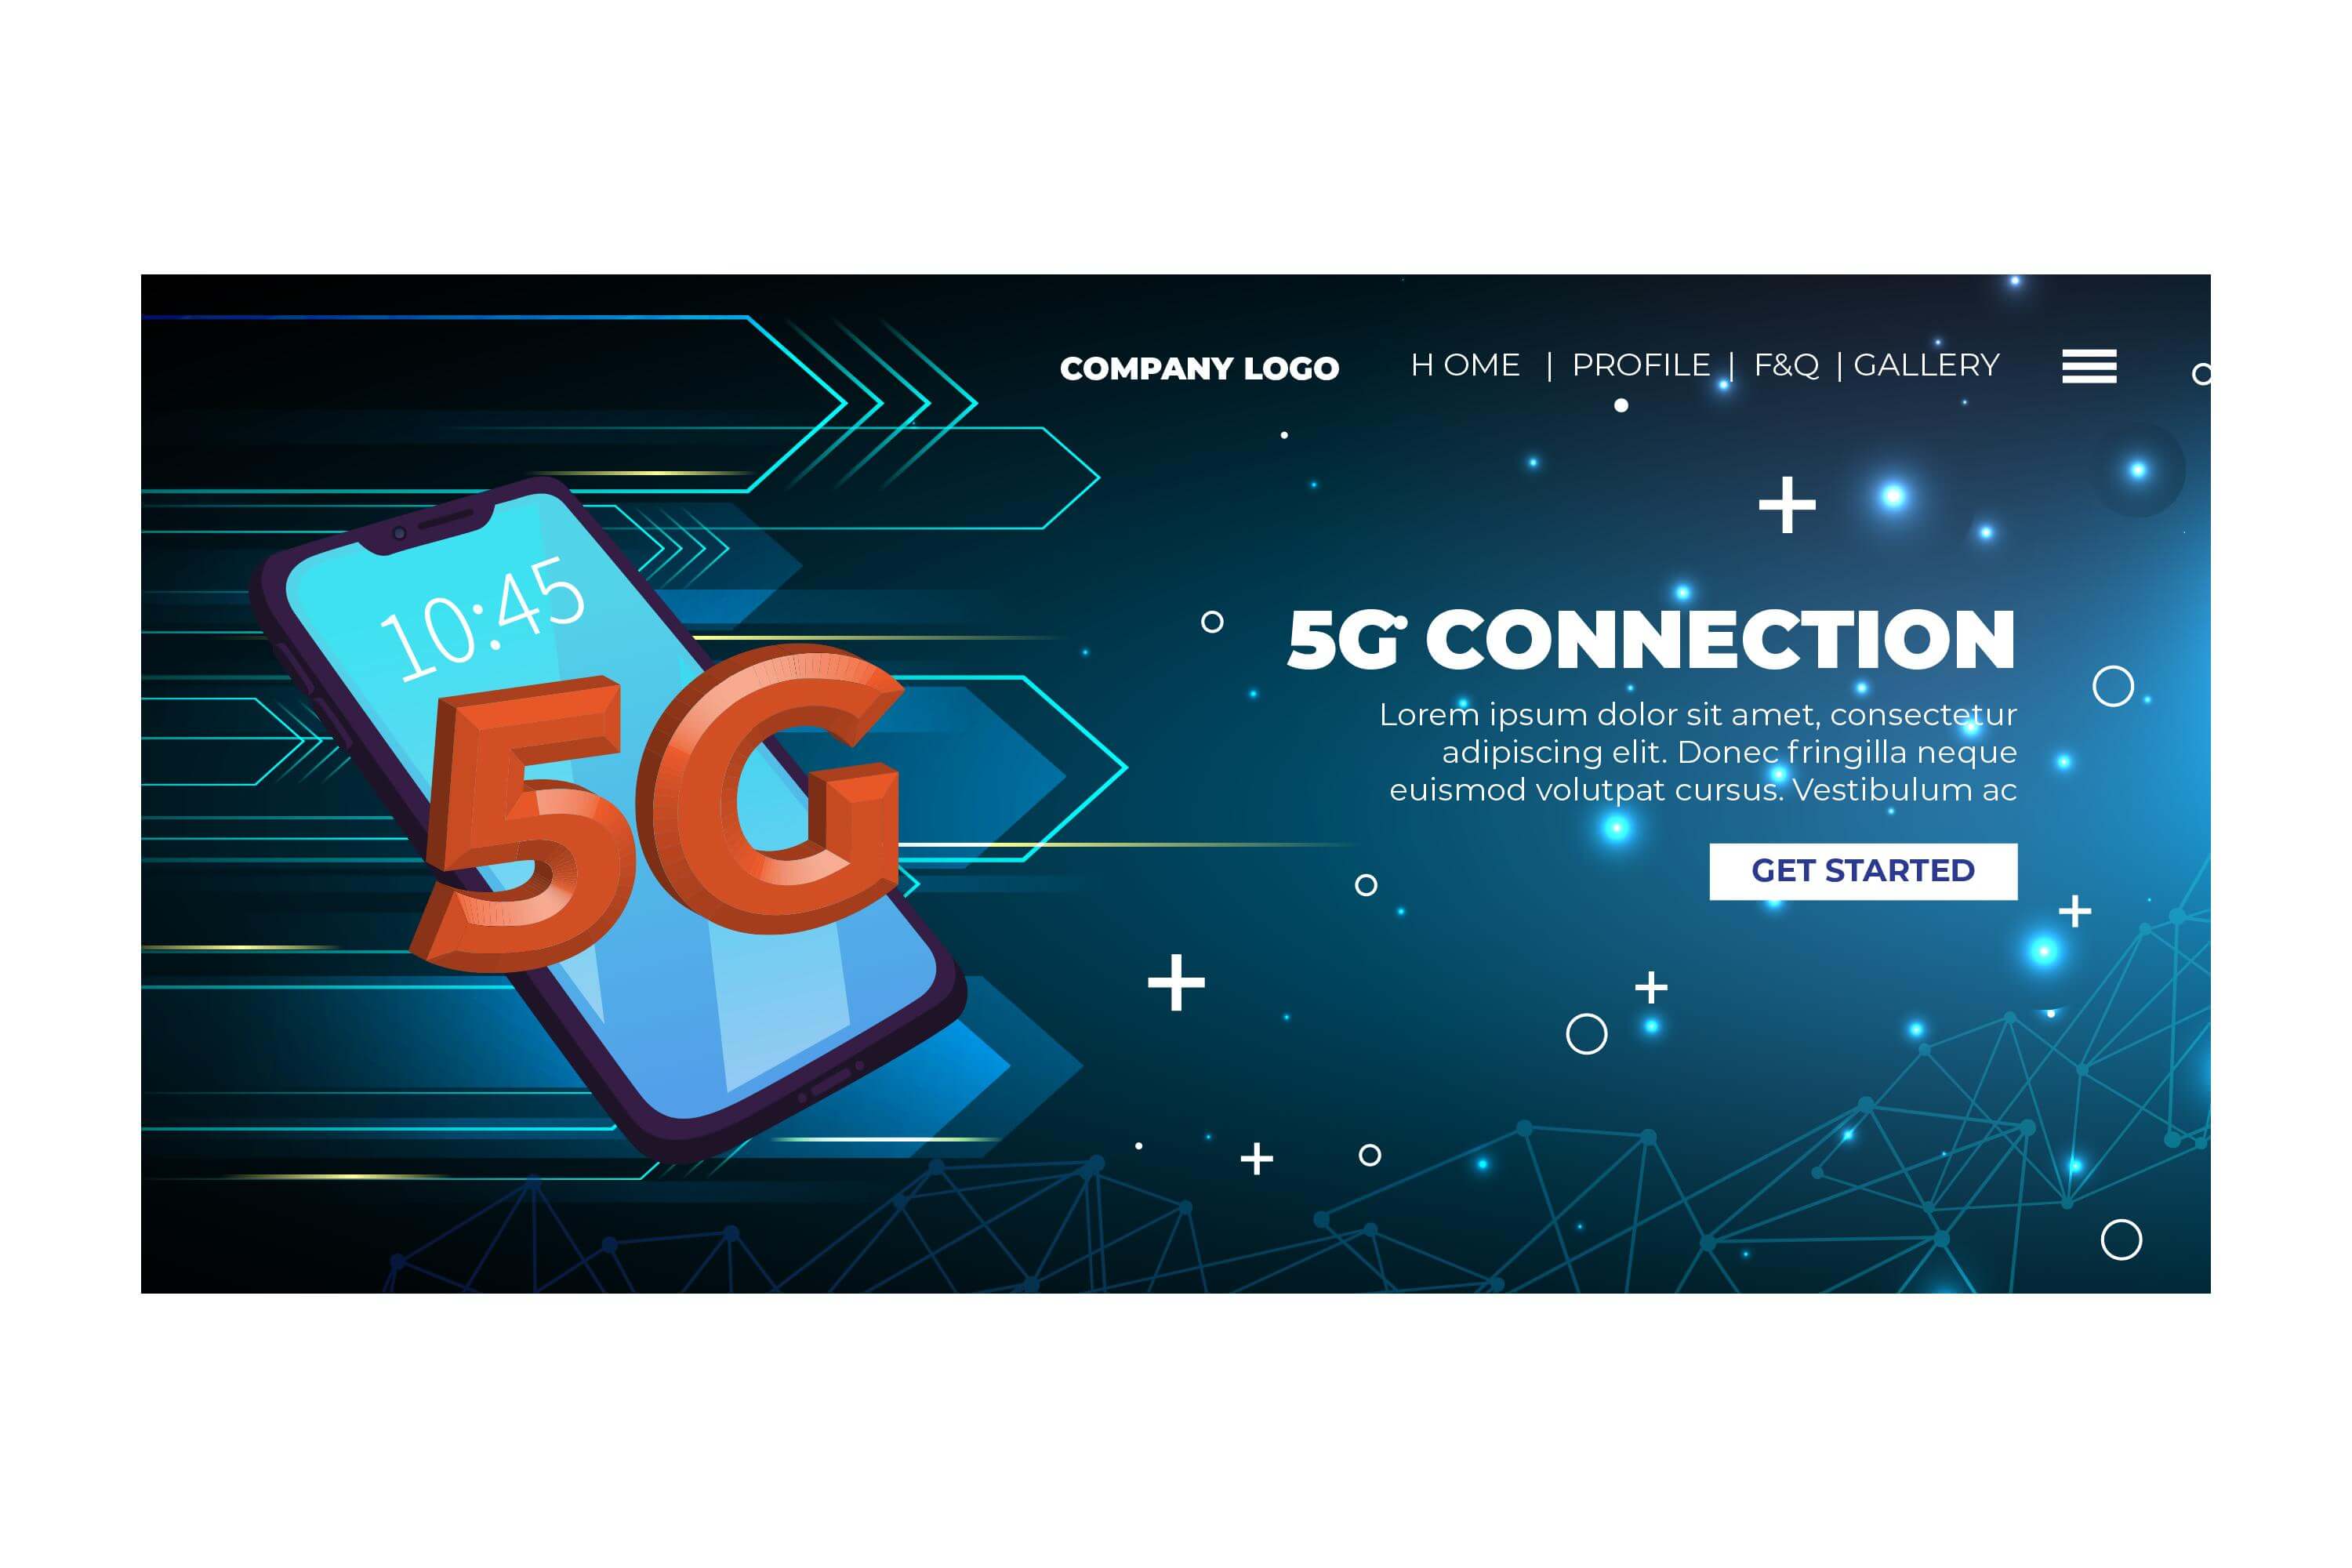 COMPANY LOGO H OME | PROFILE | F&Q | GALLERY
10:45
5G
5G CONNECTION
Lorem ipsum dolor sit amet, consectetur
adipiscing elit. Donec fringilla neque
euismod volutpat cursus. Vestibulum ac
GET STARTED